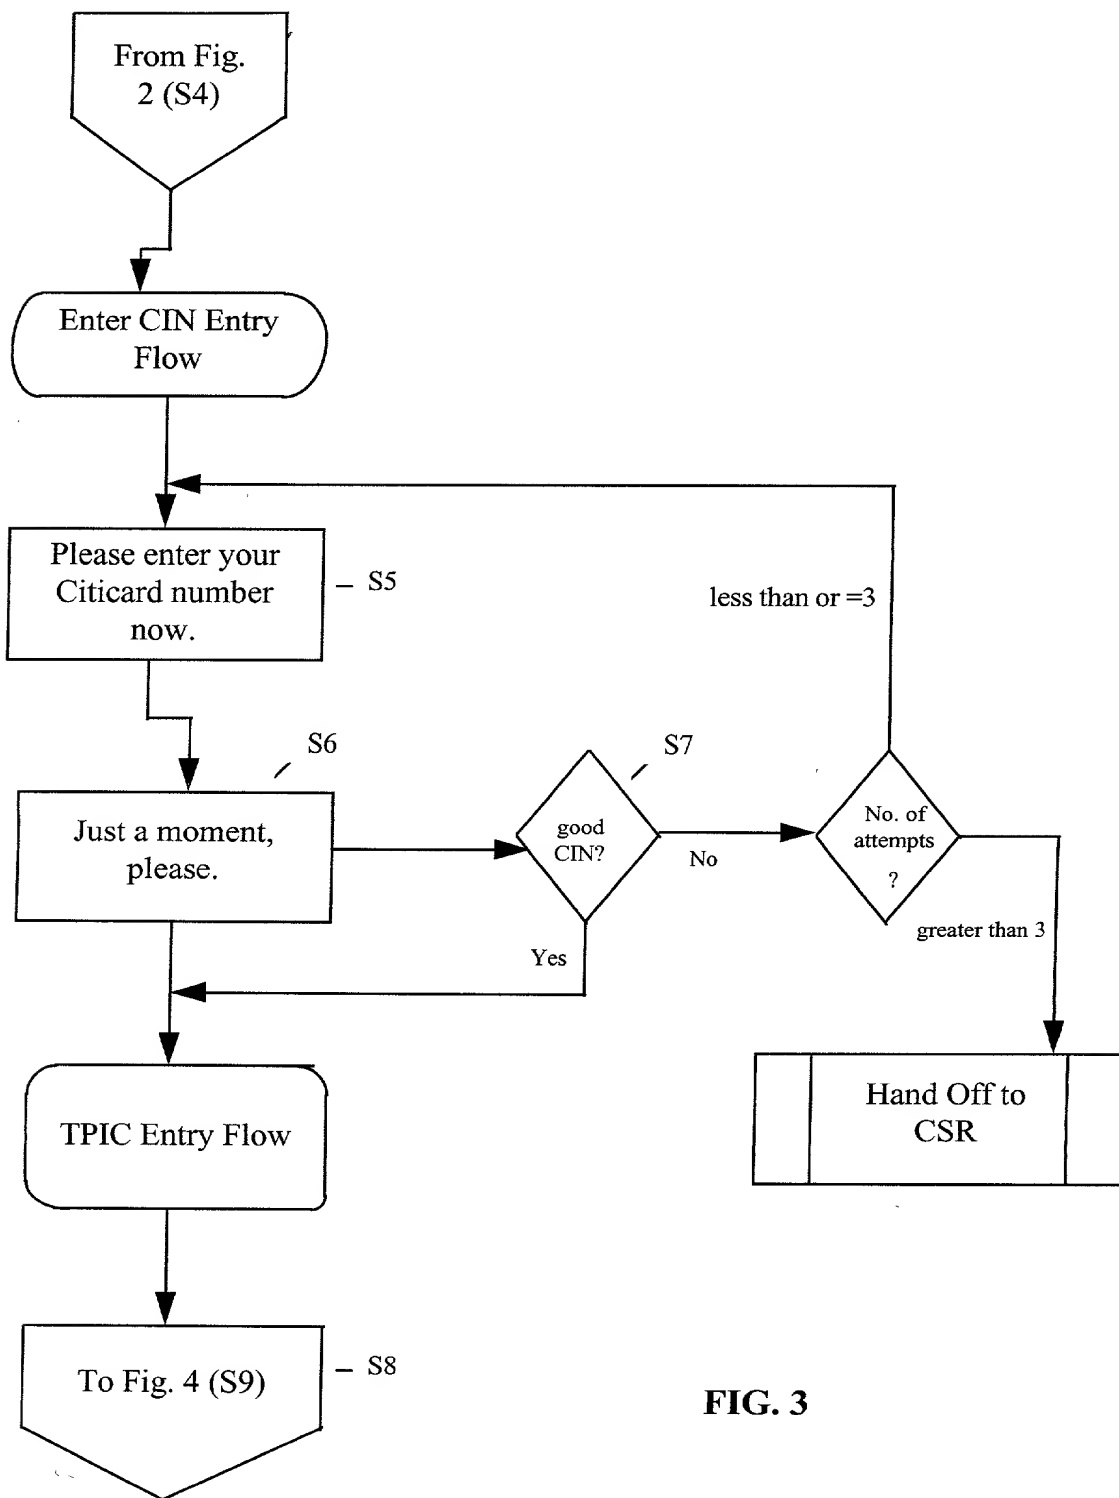 From Fig.
2 (S4)
Enter CIN Entry
Flow
Please enter your
Citicard number
now.
S5
less than or =3
S6
Just a moment,
please.
S7
good
CIN?
No
Yes
No. of
attempts
?
greater than 3
Hand Off to
CSR
TPIC Entry Flow
To Fig. 4 (S9)
S8
FIG. 3